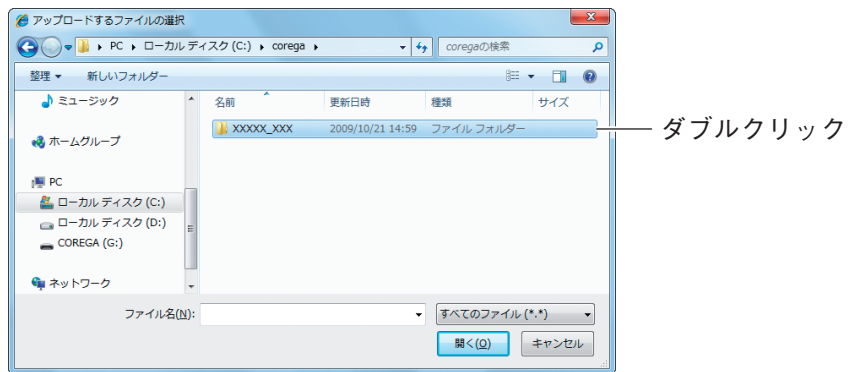 アップロードするファイルの選択
PC ローカル ディスク (C:) corega
coregaの検索
整理 新しいフォルダー
名前 更新日時 種類 サイズ
ミュージック
XXXXX_XXX 2009/10/21 14:59 ファイル フォルダー
ダブルクリック
ホームグループ
PC
ローカル ディスク (C:)
ローカル ディスク (D:)
COREGA (G:)
ネットワーク
ファイル名(N):
すべてのファイル (*.*)
開く(O) キャンセル